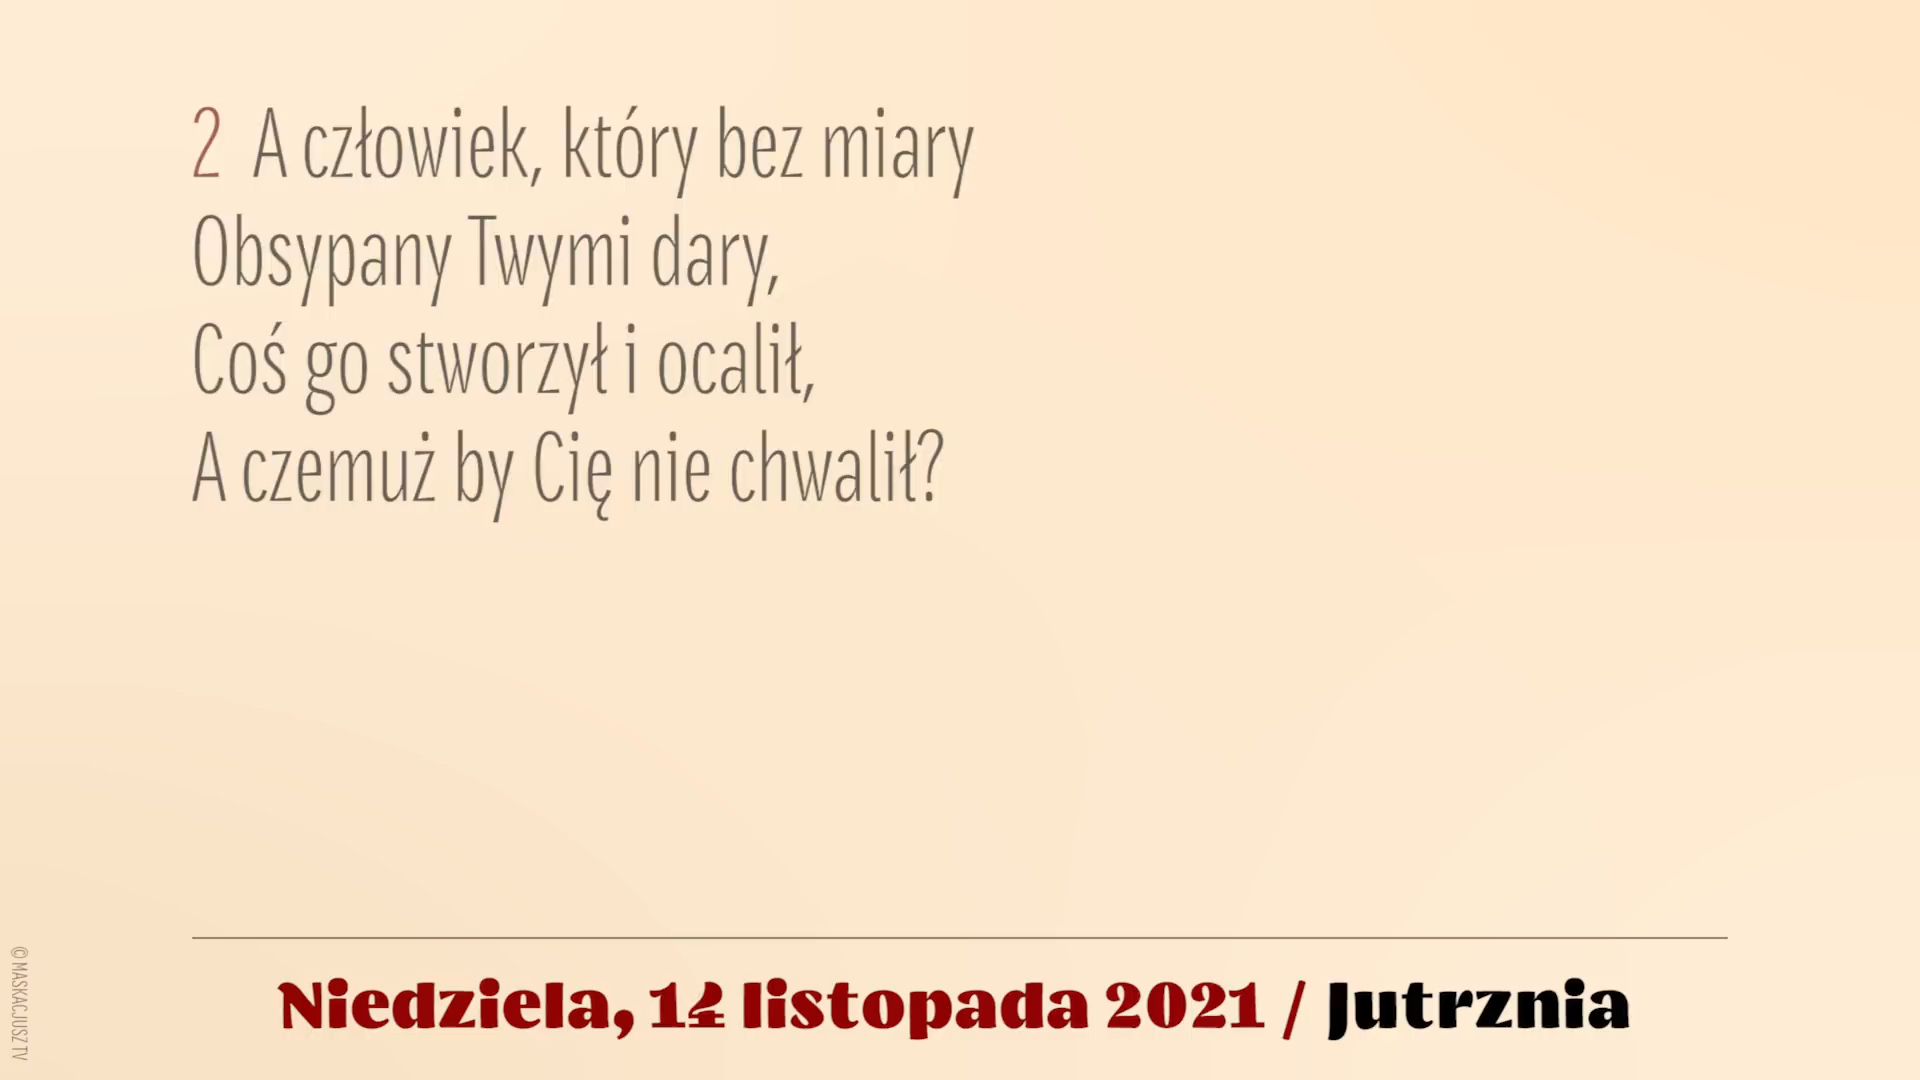 2 A człowiek, który bez miary
Obsypany Twymi dary,
Coś go stworzył i ocalił,
A czemuż by Cię nie chwalił?
Niedziela, 14 listopada 2021 / Jutrznia
© MASKACJUSZ TV